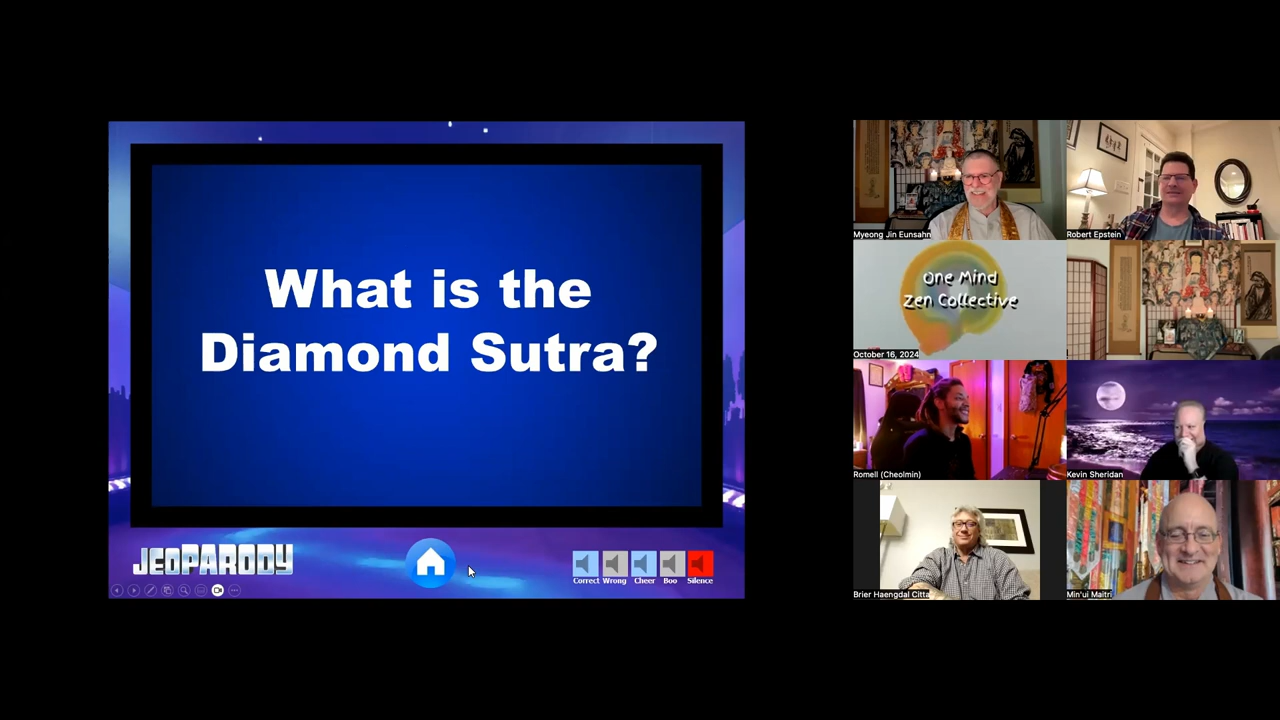 What is the
Diamond Sutra?
JEOPARODY
Correct
Wrong
Cheer
Boo
Silence
Myeong Jin Eunsahn
Robert Epstein
One Mind
Zen Collective
October 16, 2024
Romell (Cheolmin)
Kevin Sheridan
Brier Haengdal Citta
Min'ui Maitri